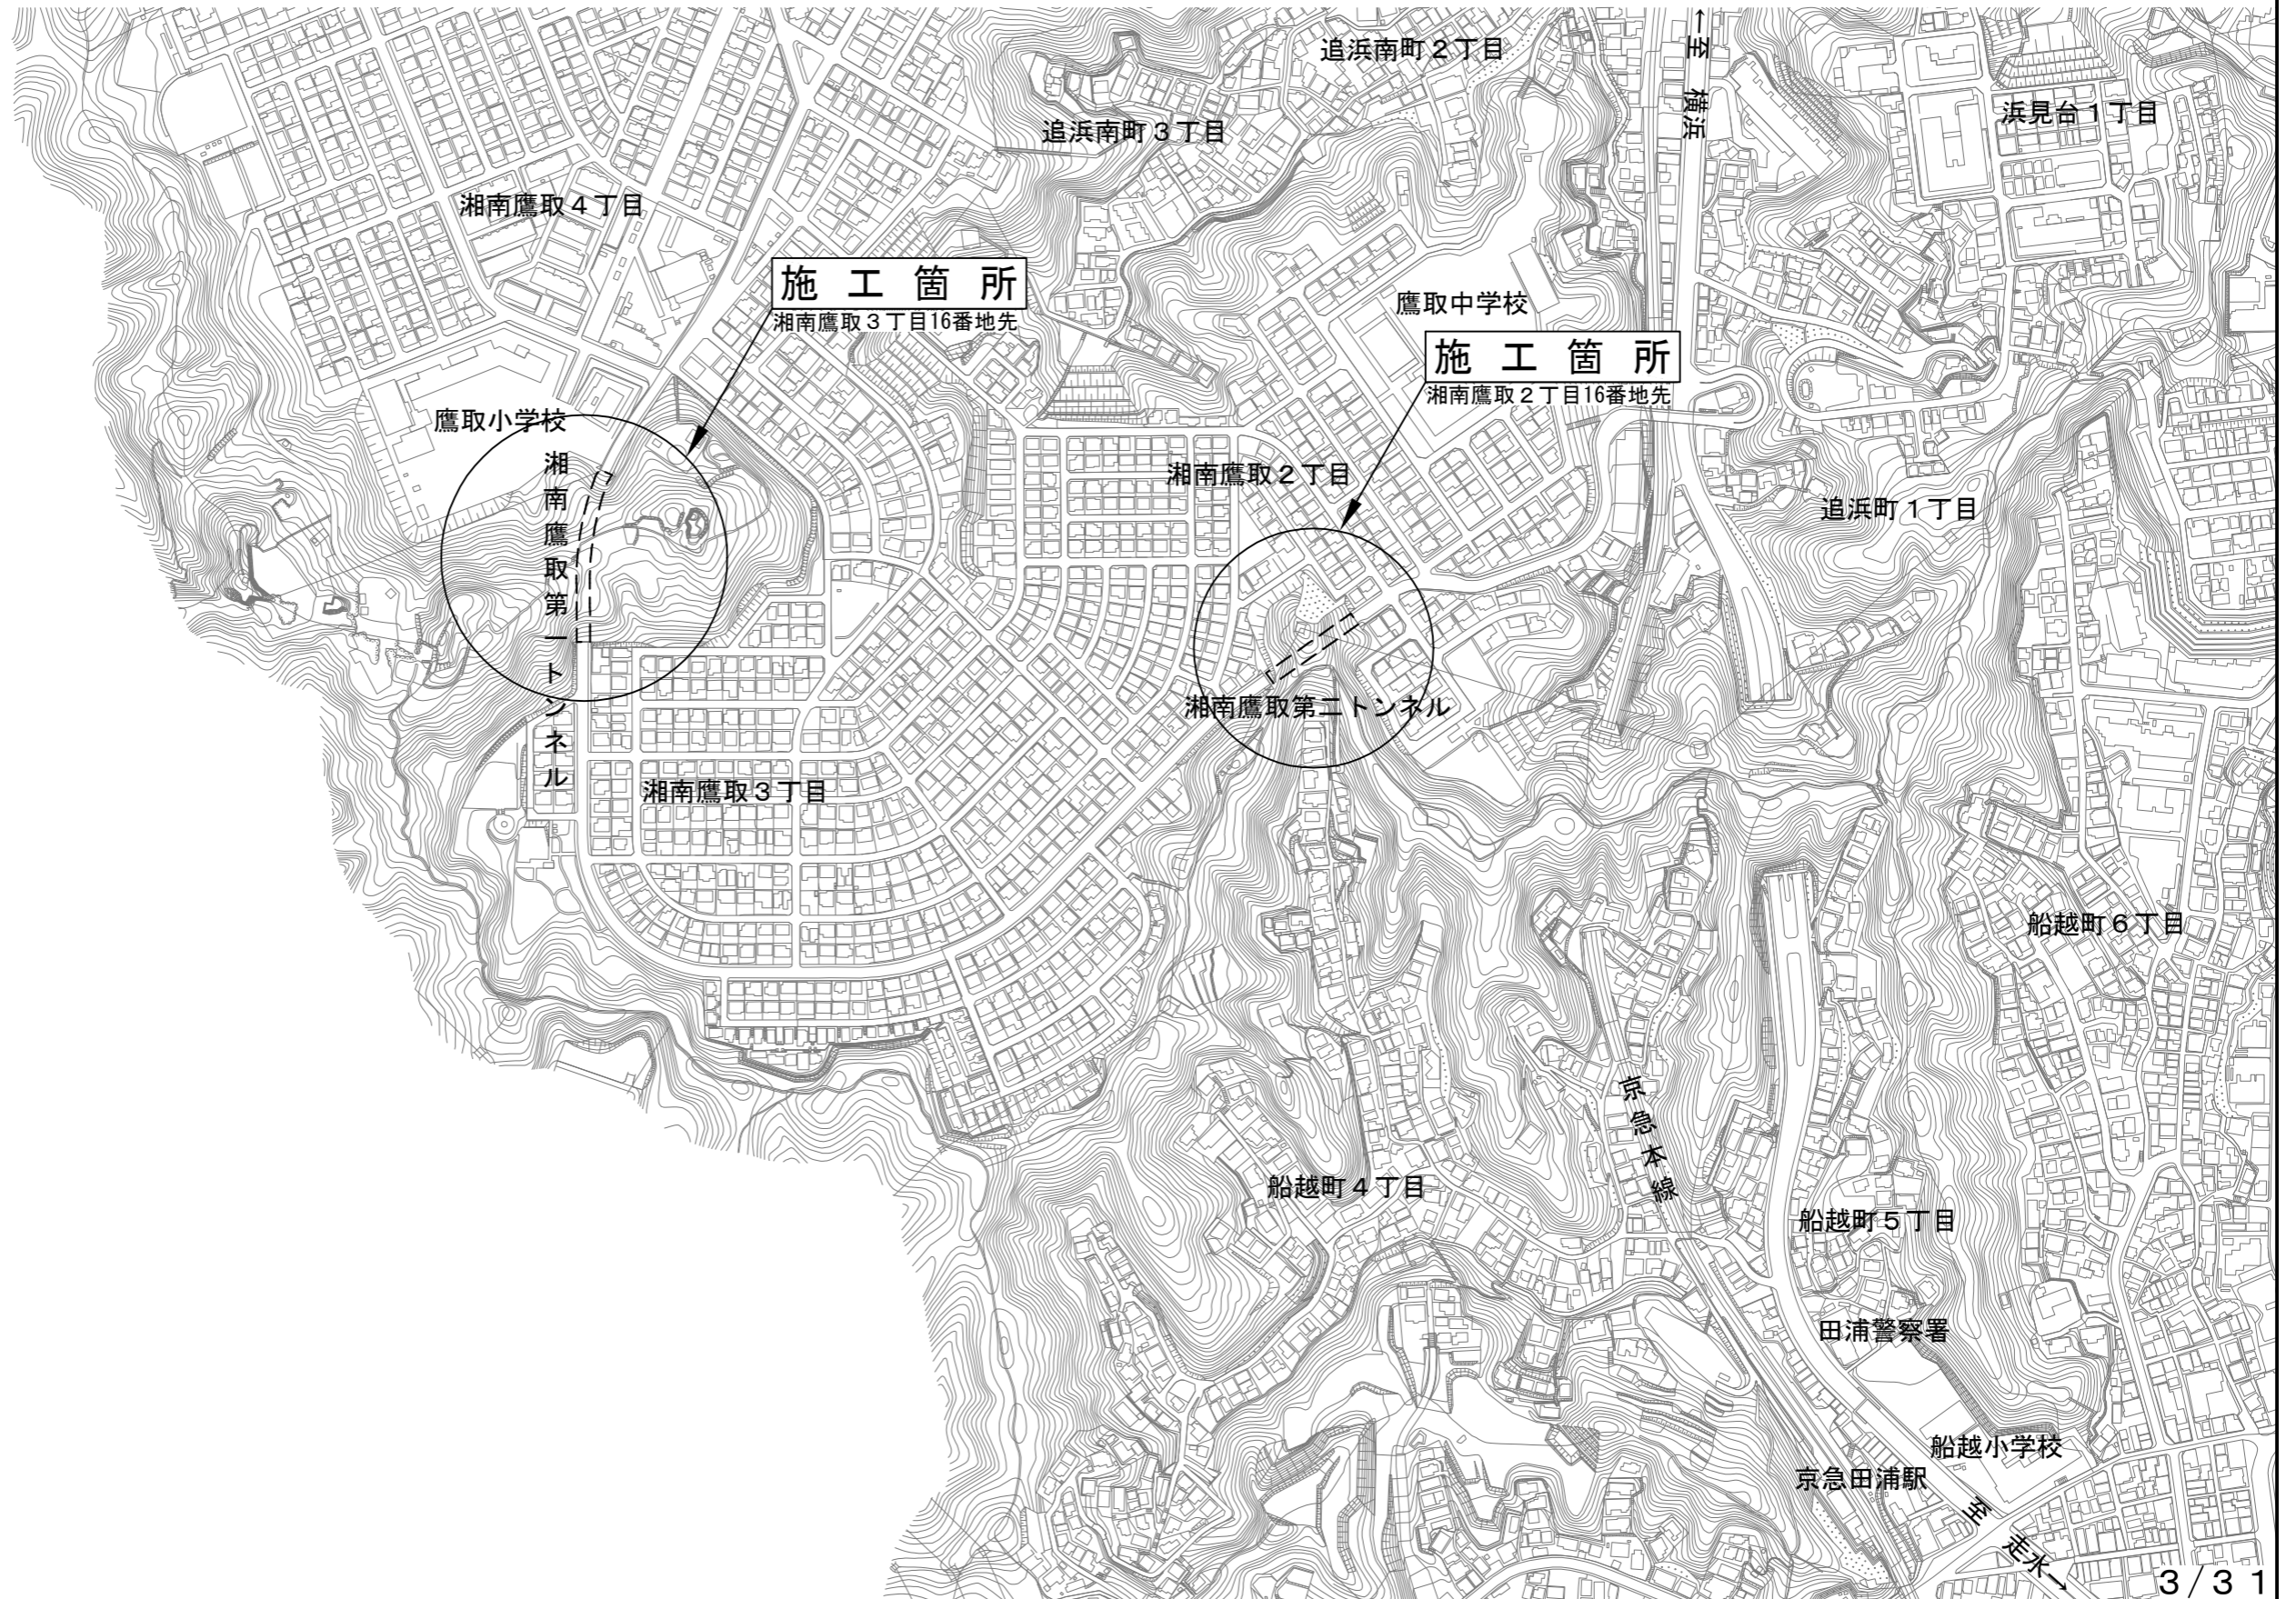 追浜南町２丁目
←至 横浜
浜見台１丁目
追浜南町３丁目
湘南鷹取４丁目
施工箇所
湘南鷹取３丁目16番地先
鷹取中学校
施工箇所
湘南鷹取２丁目16番地先
鷹取小学校
湘南鷹取第一トンネル
湘南鷹取２丁目
追浜町１丁目
湘南鷹取第二トンネル
湘南鷹取３丁目
船越町６丁目
京急本線
船越町４丁目
船越町５丁目
田浦警察署
船越小学校
京急田浦駅
至 走水→
3/31